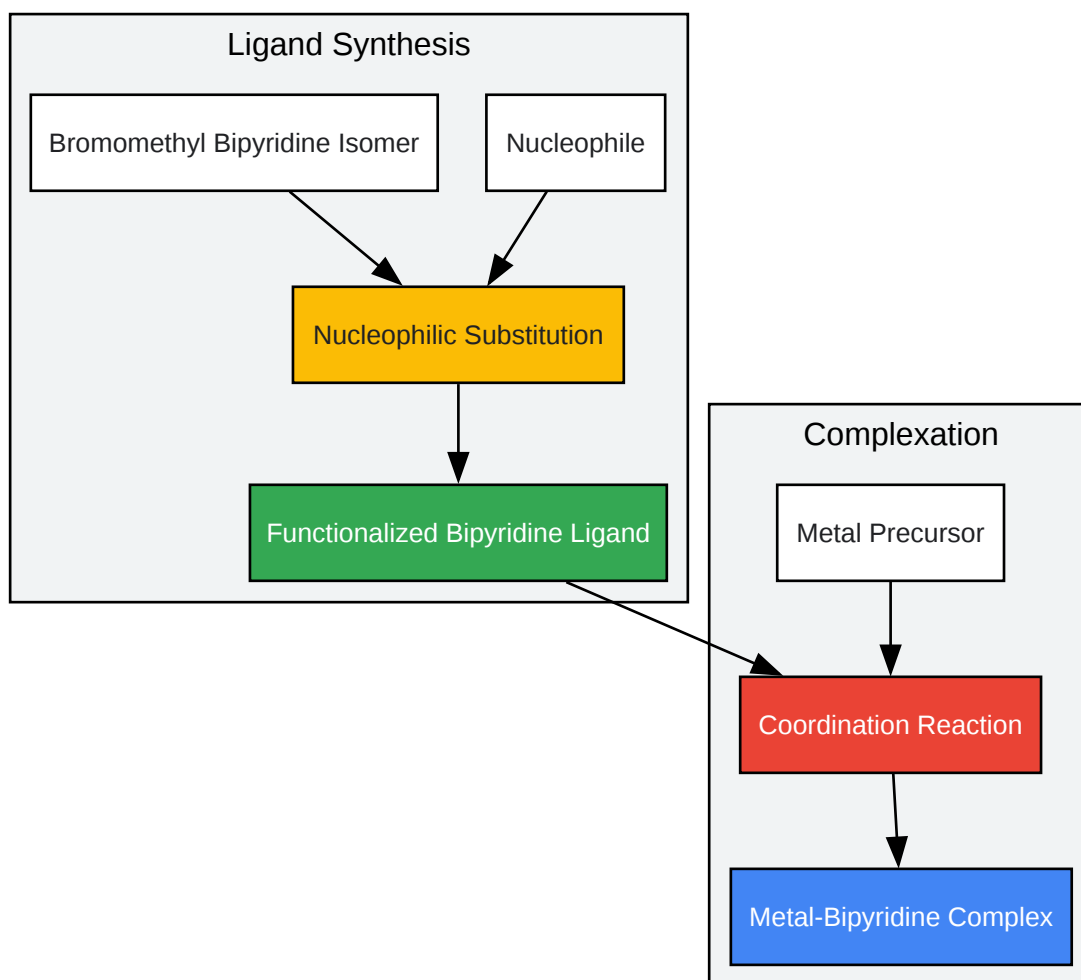 Ligand Synthesis
Bromomethyl Bipyridine Isomer
Nucleophile
Nucleophilic Substitution
Functionalized Bipyridine Ligand
Complexation
Metal Precursor
Coordination Reaction
Metal-Bipyridine Complex